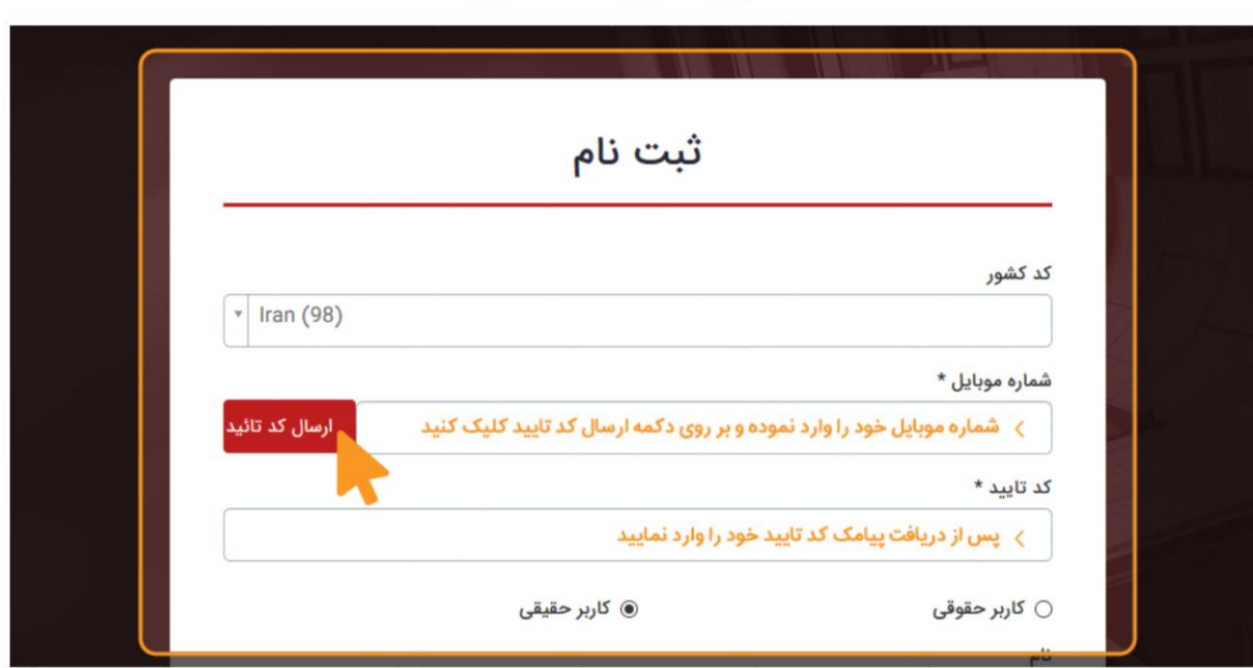 ثبت نام
کد کشور
Iran (98)
شماره موبایل *
شماره موبایل خود را وارد نموده و بر روی دکمه ارسال کد تایید کلیک کنید
ارسال کد تائید
کد تایید *
پس از دریافت پیامک کد تایید خود را وارد نمایید
کاربر حقوقی
کاربر حقیقی
نام